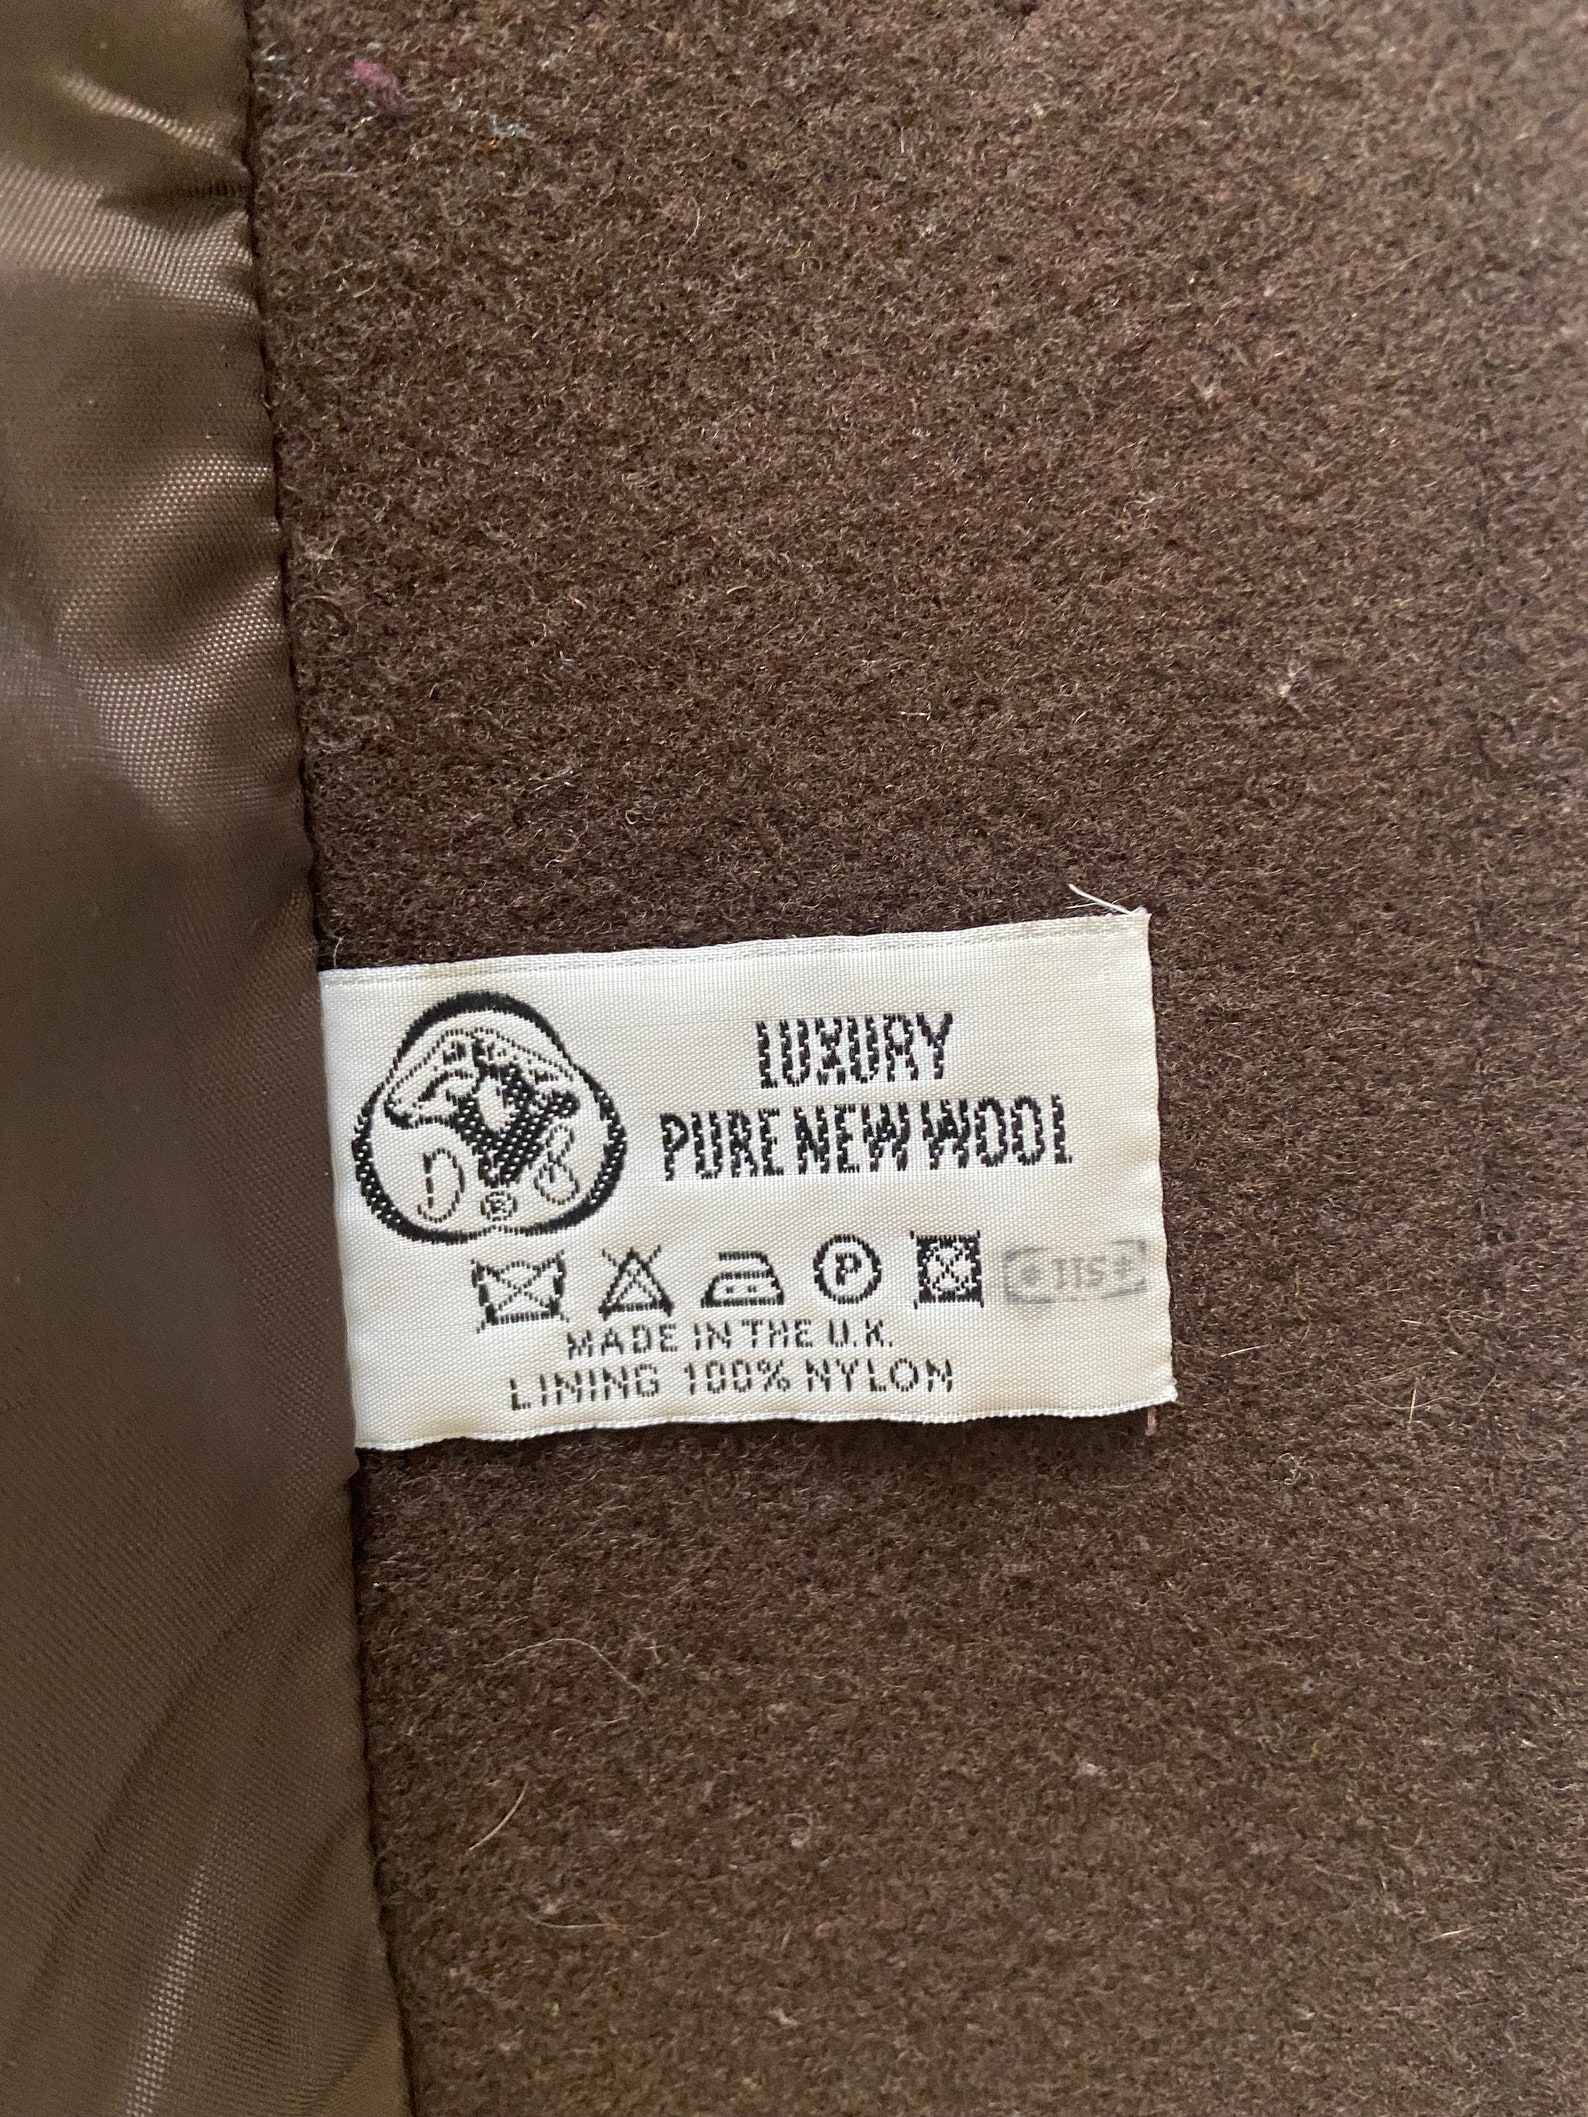 LUXURY
PURE NEW WOOL
D B
®
P
MADE IN THE U.K.
LINING 100% NYLON